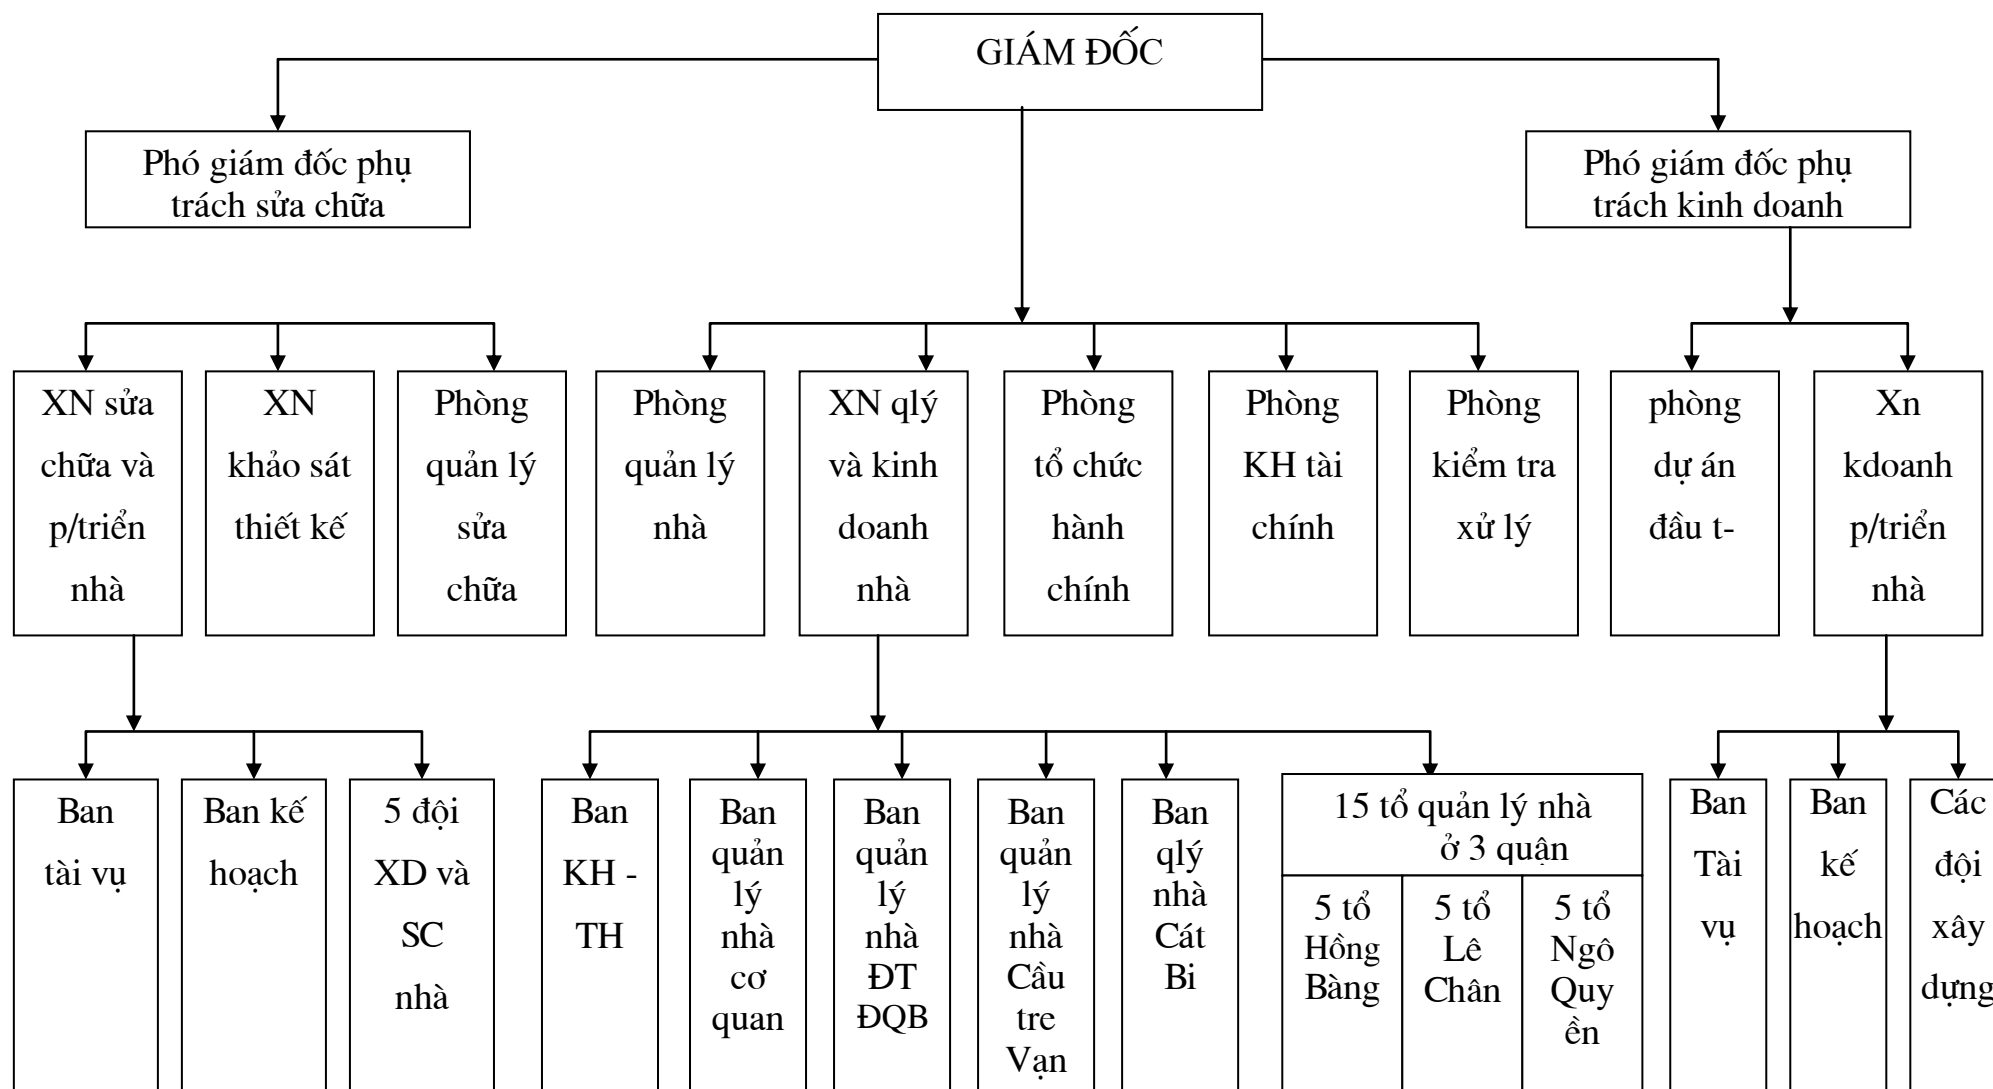 GIÁM ĐỐC
Phó giám đốc phụ
trách sửa chữa
Phó giám đốc phụ
trách kinh doanh
XN sửa
chữa và
p/triển
nhà
XN
khảo sát
thiết kế
Phòng
quản lý
sửa
chữa
Phòng
quản lý
nhà
XN qlý
và kinh
doanh
nhà
Phòng
tổ chức
hành
chính
Phòng
KH tài
chính
Phòng
kiểm tra
xử lý
phòng
dự án
đầu t-
Xn
kdoanh
p/triển
nhà
Ban
tài vụ
Ban kế
hoạch
5 đội
XD và
SC
nhà
Ban
KH -
TH
Ban
quản
lý
nhà
cơ
quan
Ban
quản
lý
nhà
ĐT
ĐQB
Ban
quản
lý
nhà
Cầu
tre
Vạn
Ban
qlý
nhà
Cát
Bi
15 tổ quản lý nhà
ở 3 quận
5 tổ
Hồng
Bàng
5 tổ
Lê
Chân
5 tổ
Ngô
Quy
ền
Ban
Tài
vụ
Ban
kế
hoạch
Các
đội
xây
dựng